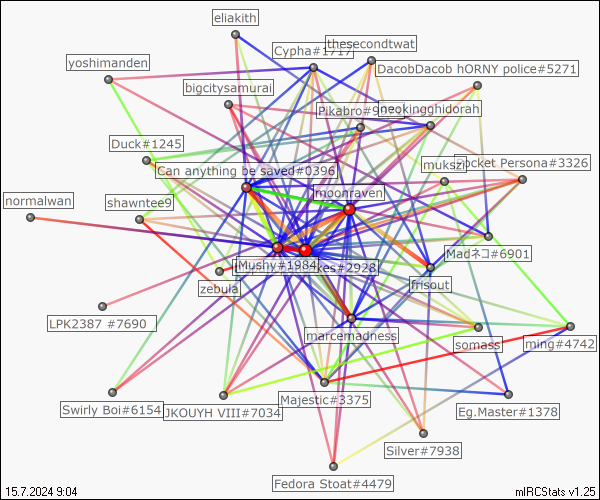 eliakith
Cypha#1717
thesecondtwat
yoshimanden
DacobDacob hORNY police#5271
bigcitysamurai
Pikabro#9
oneokingghidorah
Duck#1245
Can anything be saved#0396
mukszi
ocket Persona#3326
moonraven
normalwan
shawntee9
Madネコ#6901
Mushy#1984
kes#2928
zebula
frisout
LPK2387 #7690
marcemadness
somass
ming#4742
Swirly Boi#6154
JKOUYH VIII#7034
Majestic#3375
Eg.Master#1378
Silver#7938
Fedora Stoat#4479
15.7.2024 9:04
mIRCStats v1.25